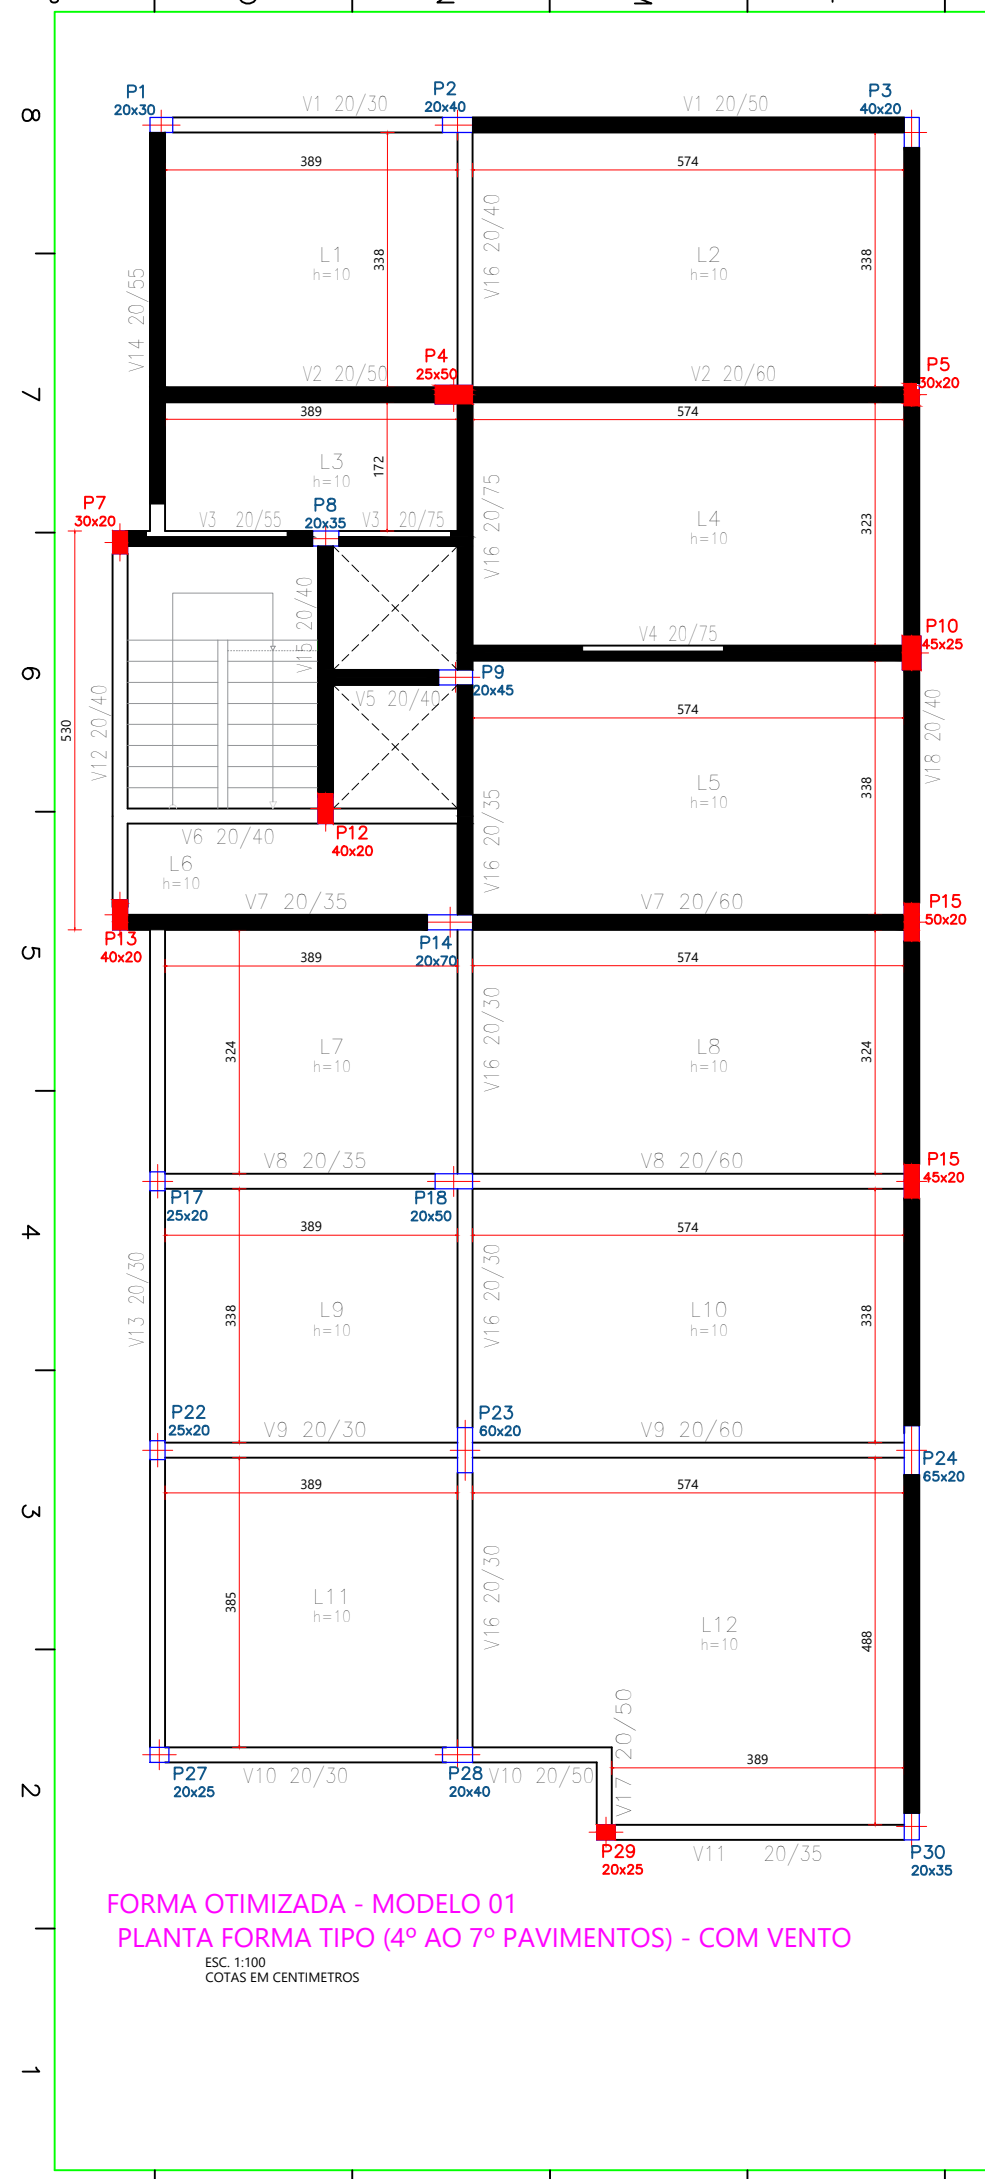 8
7
6
5
4
3
2
1
P1
20x30
V1 20/30
P2
20x40
V1 20/50
P3
40x20
389
574
V14 20/55
L1
h=10
338
V16 20/40
L2
h=10
338
P4
25x50
V2 20/50
V2 20/60
P5
30x20
389
574
L3
h=10
172
V16 20/75
L4
h=10
323
P7
30x20
V3 20/55
P8
20x35
V3 20/75
V15 20/40
V4 20/75
P10
45x25
P9
20x45
V5 20/40
574
530
V12 20/40
V18 20/40
V16 20/35
L5
h=10
338
V6 20/40
P12
40x20
L6
h=10
V7 20/35
V7 20/60
P13
40x20
P14
20x70
P15
50x20
389
574
324
L7
h=10
V16 20/30
L8
h=10
324
V8 20/35
V8 20/60
P15
45x20
P17
25x20
P18
20x50
389
574
V13 20/30
338
L9
h=10
V16 20/30
L10
h=10
338
P22
25x20
V9 20/30
P23
60x20
V9 20/60
P24
65x20
389
574
385
L11
h=10
V16 20/30
L12
h=10
488
V17 20/50
389
P27
20x25
V10 20/30
P28
20x40
V10 20/50
P29
20x25
V11 20/35
P30
20x35
FORMA OTIMIZADA - MODELO 01
PLANTA FORMA TIPO (4º AO 7º PAVIMENTOS) - COM VENTO
ESC. 1:100
COTAS EM CENTIMETROS